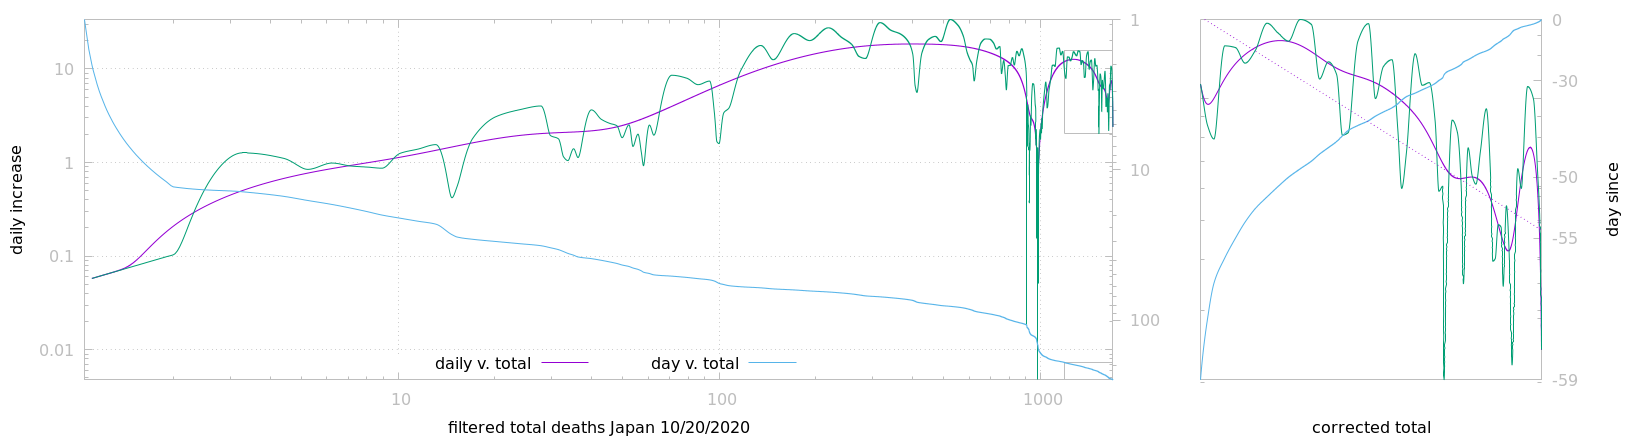 1
0
10
-30
daily increase
1
10
-50
day since
0.1
-55
0.01
100
daily v. total
day v. total
-59
10
100
1000
filtered total deaths Japan 10/20/2020
corrected total